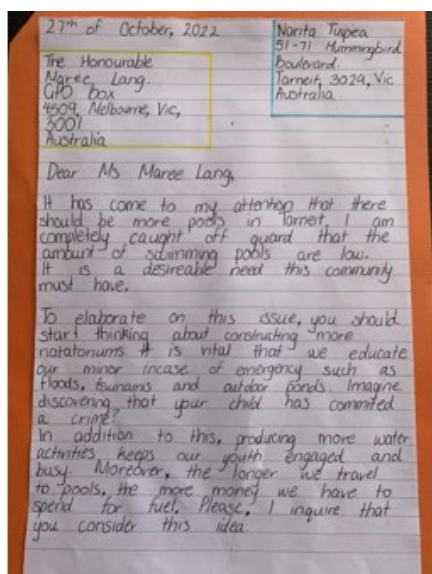 27th of October, 2022
Norita Tuipea
51-71 Hummingbird
Boulevard.
Tarneit, 3029, Vic
Australia.
The Honourable
Maree Lang.
GPO box
4509, Melbourne, Vic,
3001
Australia
Dear Ms Maree Lang,
It has come to my attention that there
should be more pools in Tarneit, I am
completely caught off guard that the
amount of swimming pools are low.
It is a desireable need this community
must have.
To elaborate on this issue, you should
start thinking about constructing more
natatoriums. It is vital that we educate
our minor incase of emergency such as
floods, tsunamis and outdoor ponds. Imagine
discovering that your child has commited
a crime?
In addition to this, producing more water
activities keeps our youth engaged and
busy. Moreover, the longer we travel
to pools, the more money we have to
spend for fuel. Please, I inquire that
you consider this idea.